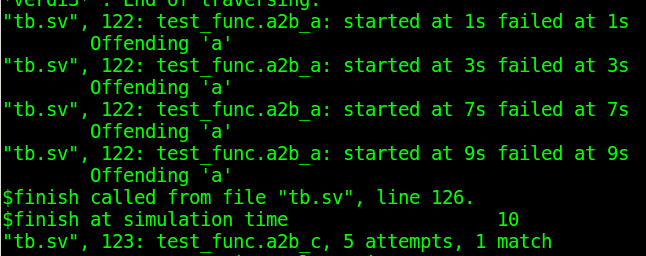 "verdi3" : End of traversing.
"tb.sv", 122: test_func.a2b_a: started at 1s failed at 1s
        Offending 'a'
"tb.sv", 122: test_func.a2b_a: started at 3s failed at 3s
        Offending 'a'
"tb.sv", 122: test_func.a2b_a: started at 7s failed at 7s
        Offending 'a'
"tb.sv", 122: test_func.a2b_a: started at 9s failed at 9s
        Offending 'a'
$finish called from file "tb.sv", line 126.
$finish at simulation time                   10
"tb.sv", 123: test_func.a2b_c, 5 attempts, 1 match